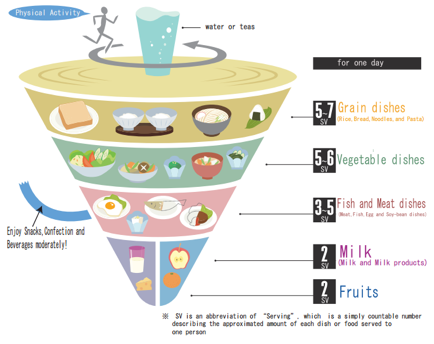 Physical Activity
water or teas
for one day
5~7
SV
Grain dishes
(Rice,Bread,Noodles,and Pasta)
5~6
SV
Vegetable dishes
3~5
SV
Fish and Meat dishes
(Meat,Fish,Egg and Soy-bean dishes)
Enjoy Snacks,Confection and
Beverages moderately!
2
SV
Milk
(Milk and Milk products)
2
SV
Fruits
※ SV is an abbreviation of “Serving”, which is a simply countable number
describing the approximated amount of each dish or food served to
one person